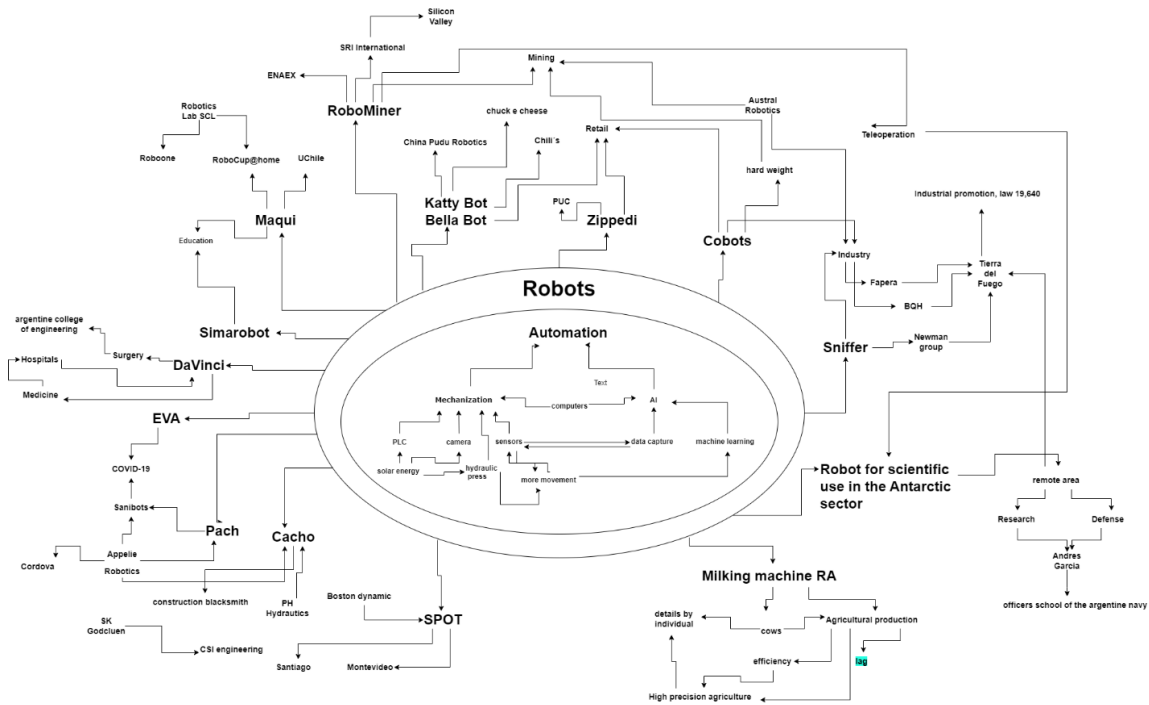 Silicon
Valley
SRI International
Mining
ENAEX
RoboMiner
Robotics
Lab SCL
chuck e cheese
Austral
Robotics
Retail
Teleoperation
China Pudu Robotics
Chili´s
Roboone
RoboCup@home
UChile
hard weight
Industrial promotion, law 19,640
Katty Bot
Bella Bot
PUC
Maqui
Zippedi
Education
Cobots
Industry
Tierra
del
Fuego
Robots
Fapera
BQH
argentine college
of engineering
Simarobot
Automation
Newman
group
Sniffer
Surgery
Hospitals
DaVinci
Text
Medicine
Mechanization
computers
AI
EVA
PLC
camera
sensors
data capture
machine learning
COVID-19
solar energy
hydraulic
press
more movement
Robot for scientific
use in the Antarctic
sector
remote area
Sanibots
Research
Defense
Pach
Cacho
Appelie
Robotics
Cordova
Andres
Garcia
Milking machine RA
construction blacksmith
PH
Hydrautics
Boston dynamic
officers school of the argentine navy
SPOT
details by
individual
cows
Agricultural production
SK
Godcluen
CSI engineering
Santiago
Montevideo
efficiency
lag
High precision agriculture